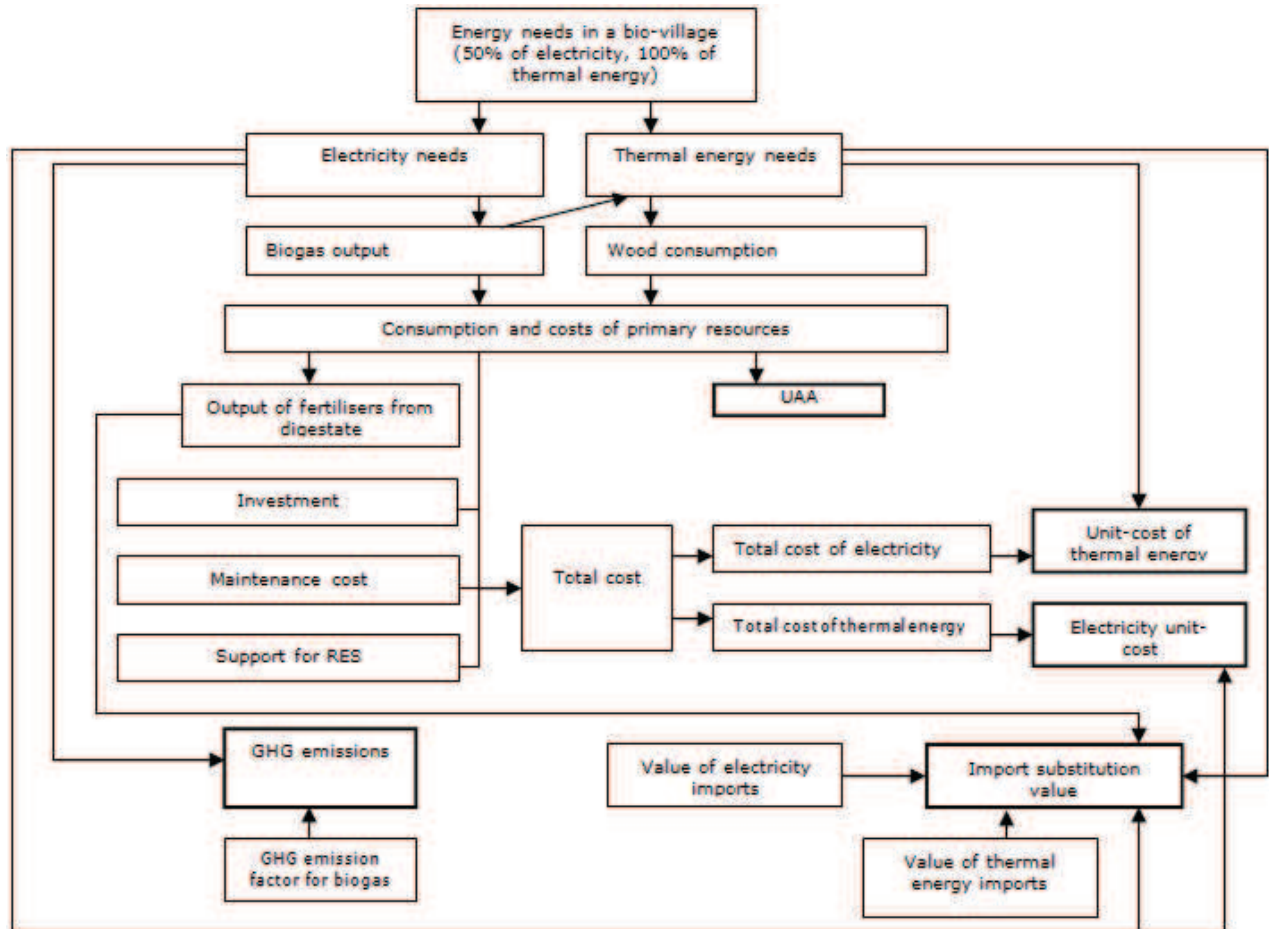 Energy needs in a bio-village
(50% of electricity, 100% of
thermal energy)
Electricity needs
Thermal energy needs
Biogas output
Wood consumption
Consumption and costs of primary resources
Output of fertilisers from
digestate
UAA
Investment
Maintenance cost
Support for RES
Total cost
Total cost of electricity
Total cost of thermal energy
Unit-cost of
thermal energy
Electricity unit-
cost
GHG emissions
GHG emission
factor for biogas
Value of electricity
imports
Import substitution
value
Value of thermal
energy imports